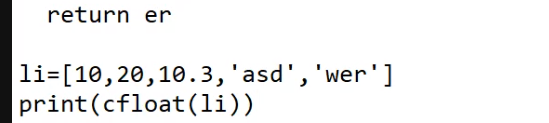 return er
li=[10,20,10.3,'asd','wer']
print(cfloat(li))